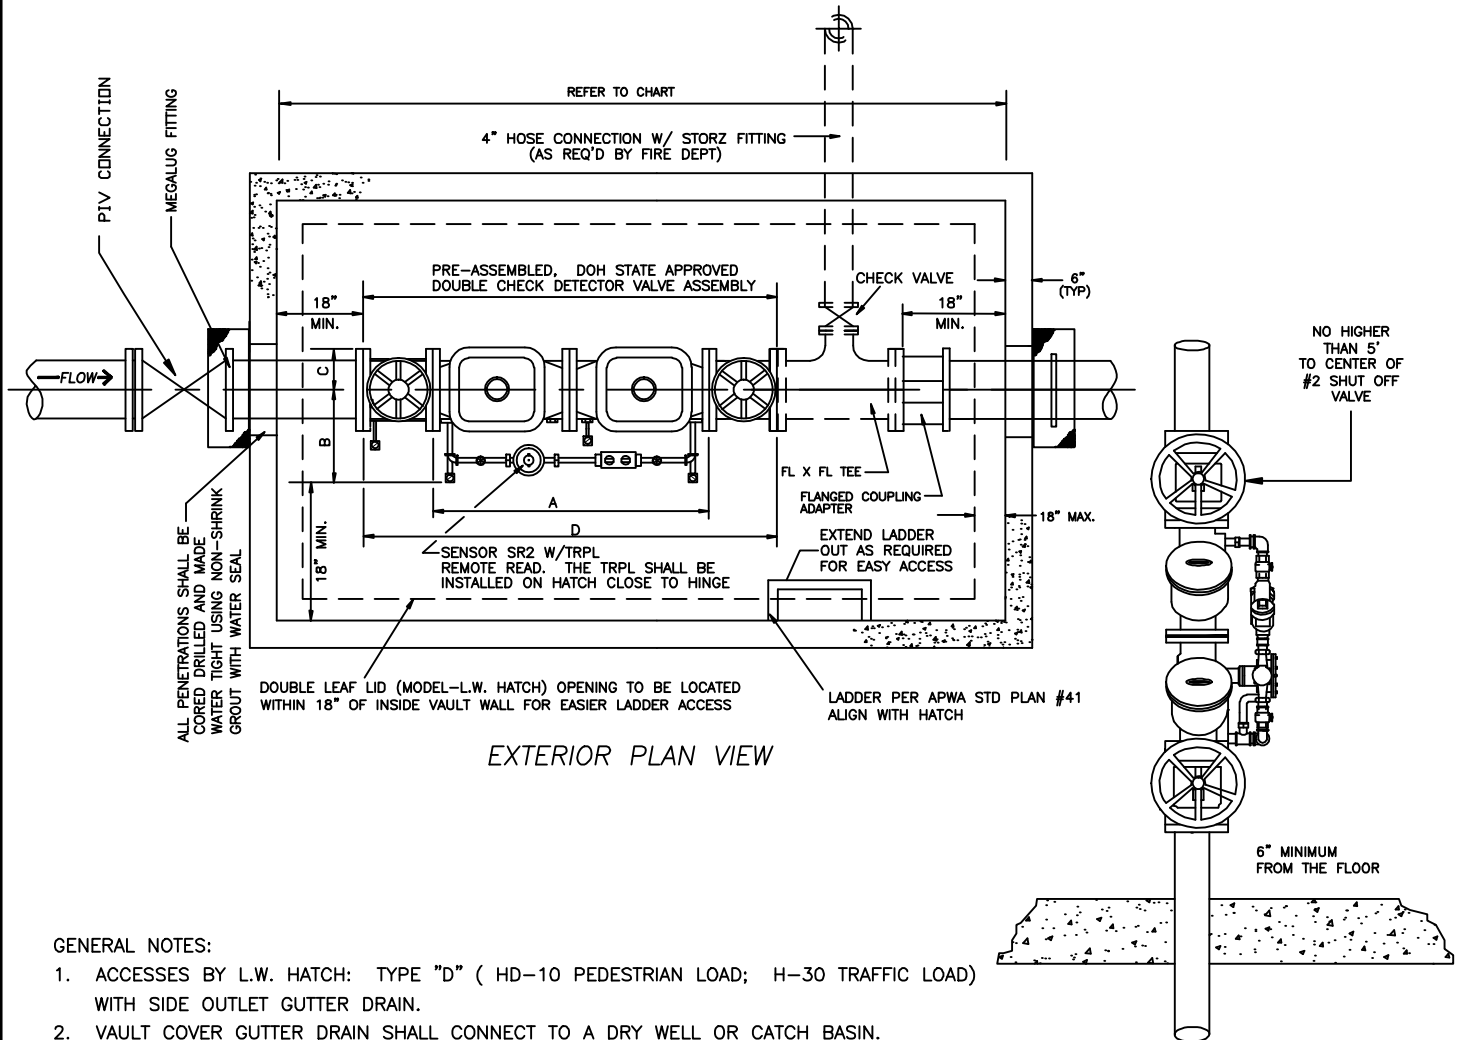 PIV CONNECTION
MEGALUG FITTING
REFER TO CHART
4" HOSE CONNECTION W/ STORZ FITTING
(AS REQ'D BY FIRE DEPT)
PRE-ASSEMBLED, DOH STATE APPROVED
DOUBLE CHECK DETECTOR VALVE ASSEMBLY
CHECK VALVE
6"
(TYP)
18"
MIN.
18"
MIN.
FLOW
C
B
A
D
18" MIN.
FL X FL TEE
FLANGED COUPLING
ADAPTER
18" MAX.
SENSOR SR2 W/TRPL
REMOTE READ. THE TRPL SHALL BE
INSTALLED ON HATCH CLOSE TO HINGE
EXTEND LADDER
OUT AS REQUIRED
FOR EASY ACCESS
ALL PENETRATIONS SHALL BE
CORED DRILLED AND MADE
WATER TIGHT USING NON-SHRINK
GROUT WITH WATER SEAL
DOUBLE LEAF LID (MODEL-L.W. HATCH) OPENING TO BE LOCATED
WITHIN 18" OF INSIDE VAULT WALL FOR EASIER LADDER ACCESS
LADDER PER APWA STD PLAN #41
ALIGN WITH HATCH
EXTERIOR PLAN VIEW
NO HIGHER
THAN 5'
TO CENTER OF
#2 SHUT OFF
VALVE
6" MINIMUM
FROM THE FLOOR
GENERAL NOTES:
1. ACCESSES BY L.W. HATCH: TYPE "D" ( HD-10 PEDESTRIAN LOAD; H-30 TRAFFIC LOAD)
WITH SIDE OUTLET GUTTER DRAIN.
2. VAULT COVER GUTTER DRAIN SHALL CONNECT TO A DRY WELL OR CATCH BASIN.